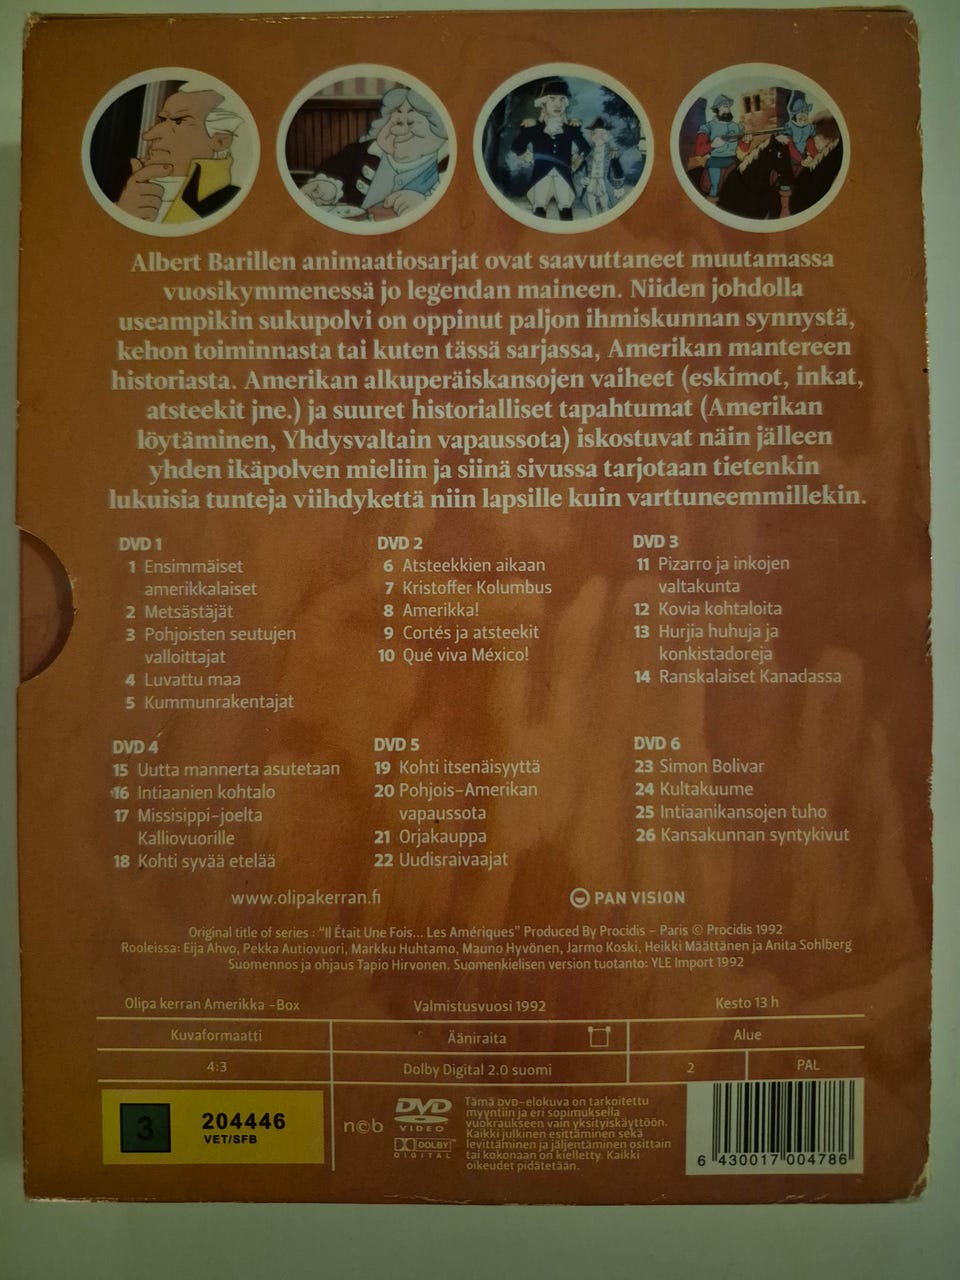 Albert Barillen animaatiosarjat ovat saavuttaneet muutamassa
vuosikymmenessä jo legendan maineen. Niiden johdolla
useampikin sukupolvi on oppinut paljon ihmiskunnan synnystä,
kehon toiminnasta tai kuten tässä sarjassa, Amerikan mantereen
historiasta. Amerikan alkuperäiskansojen vaiheet (eskimot, inkat,
atsteekit jne.) ja suuret historialliset tapahtumat (Amerikan
löytäminen, Yhdysvaltain vapaussota) iskostuvat näin jälleen
yhden ikäpolven mieliin ja siinä sivussa tarjotaan tietenkin
lukuisia tunteja viihdykettä niin lapsille kuin varttuneemmillekin.
DVD 1
1 Ensimmäiset
amerikkalaiset
2 Metsästäjät
3 Pohjoisten seutujen
valloittajat
4 Luvattu maa
5 Kummunrakentajat
DVD 2
6 Atsteekkien aikaan
7 Kristoffer Kolumbus
8 Amerikka!
9 Cortés ja atsteekit
10 Qué viva México!
DVD 3
11 Pizarro ja inkojen
valtakunta
12 Kovia kohtaloita
13 Hurjia huhuja ja
konkistadoreja
14 Ranskalaiset Kanadassa
DVD 4
15 Uutta mannerta asutetaan
16 Intiaanien kohtalo
17 Missisippi-joelta
Kalliovuorille
18 Kohti syvää etelää
DVD 5
19 Kohti itsenäisyyttä
20 Pohjois-Amerikan
vapaussota
21 Orjakauppa
22 Uudisraivaajat
DVD 6
23 Simon Bolivar
24 Kultakuume
25 Intiaanikansojen tuho
26 Kansakunnan syntykivut
www.olipakerran.fi
PAN VISION
Original title of series : "Il Était Une Fois... Les Amériques" Produced By Procidis – Paris © Procidis 1992
Rooleissa: Eija Ahvo, Pekka Autiovuori, Markku Huhtamo, Mauno Hyvönen, Jarmo Koski, Heikki Määttänen ja Anita Sohlberg
Suomennos ja ohjaus Tapio Hirvonen. Suomenkielisen version tuotanto: YLE Import 1992
Olipa kerran Amerikka -Box
Valmistusvuosi 1992
Kesto 13 h
Kuvaformaatti
Ääniraita
Alue
4:3
Dolby Digital 2.0 suomi
2
PAL
3
204446
VET/SFB
ncb
DVD
VIDEO
DOLBY
DIGITAL
Tämä DVD-elokuva on tarkoitettu
myyntiin ja eri sopimuksella
vuokraukseen vain yksityiskäyttöön.
Kaikki julkinen esittäminen sekä
levittäminen ja jäljentäminen osittain
tai kokonaan on kielletty. Kaikki
oikeudet pidätetään.
6 430017 004786